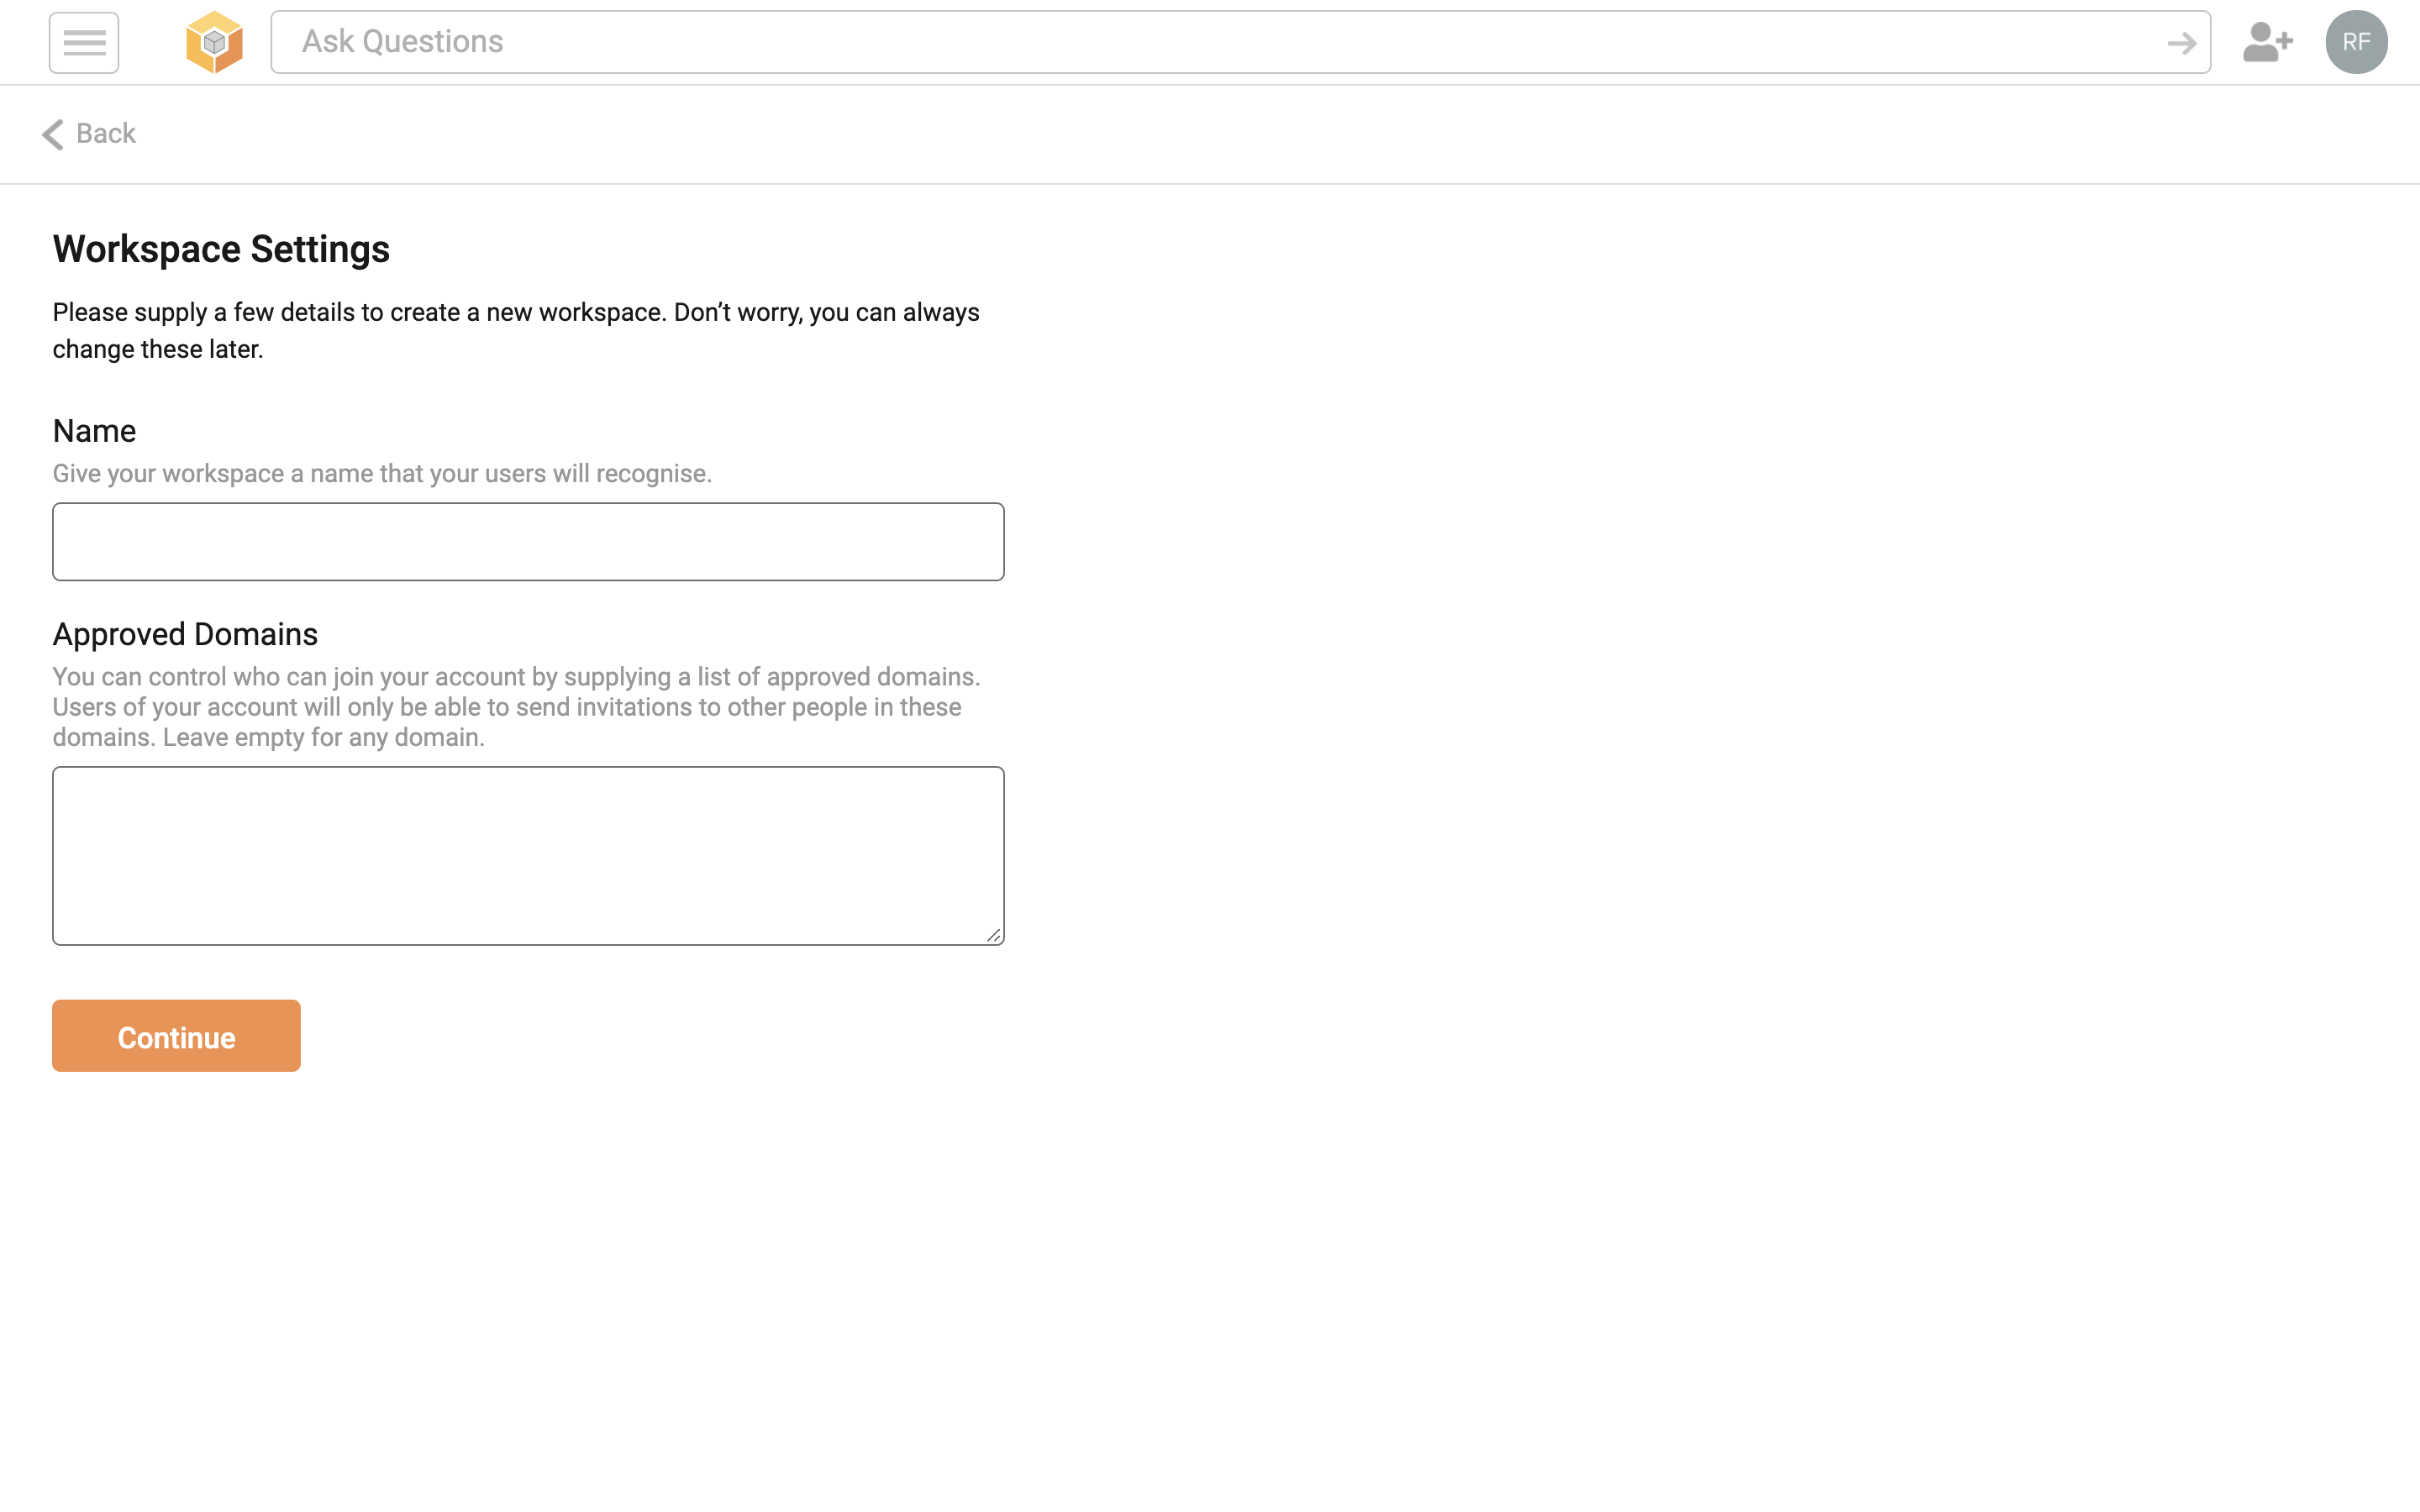 Ask Questions
RF
Back
Workspace Settings
Please supply a few details to create a new workspace. Don’t worry, you can always
change these later.
Name
Give your workspace a name that your users will recognise.
Approved Domains
You can control who can join your account by supplying a list of approved domains.
Users of your account will only be able to send invitations to other people in these
domains. Leave empty for any domain.
Continue